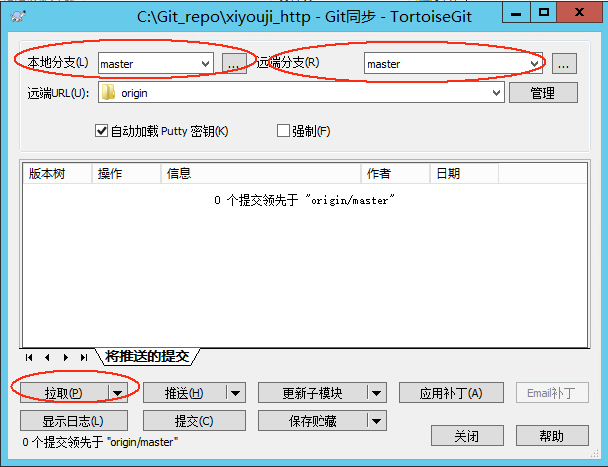 C:\Git_repo\xiyouji_http - Git同步 - TortoiseGit
本地分支(L) master ... 远端分支(R) master ...
远端URL(U): origin 管理
自动加载 Putty 密钥(K) 强制(F)
版本树 操作 信息 作者 日期
0 个提交领先于 "origin/master"
将推送的提交
拉取(P) 推送(H) 更新子模块 应用补丁(A) Email补丁
显示日志(L) 提交(C) 保存贮藏
0 个提交领先于 "origin/master"
关闭 帮助